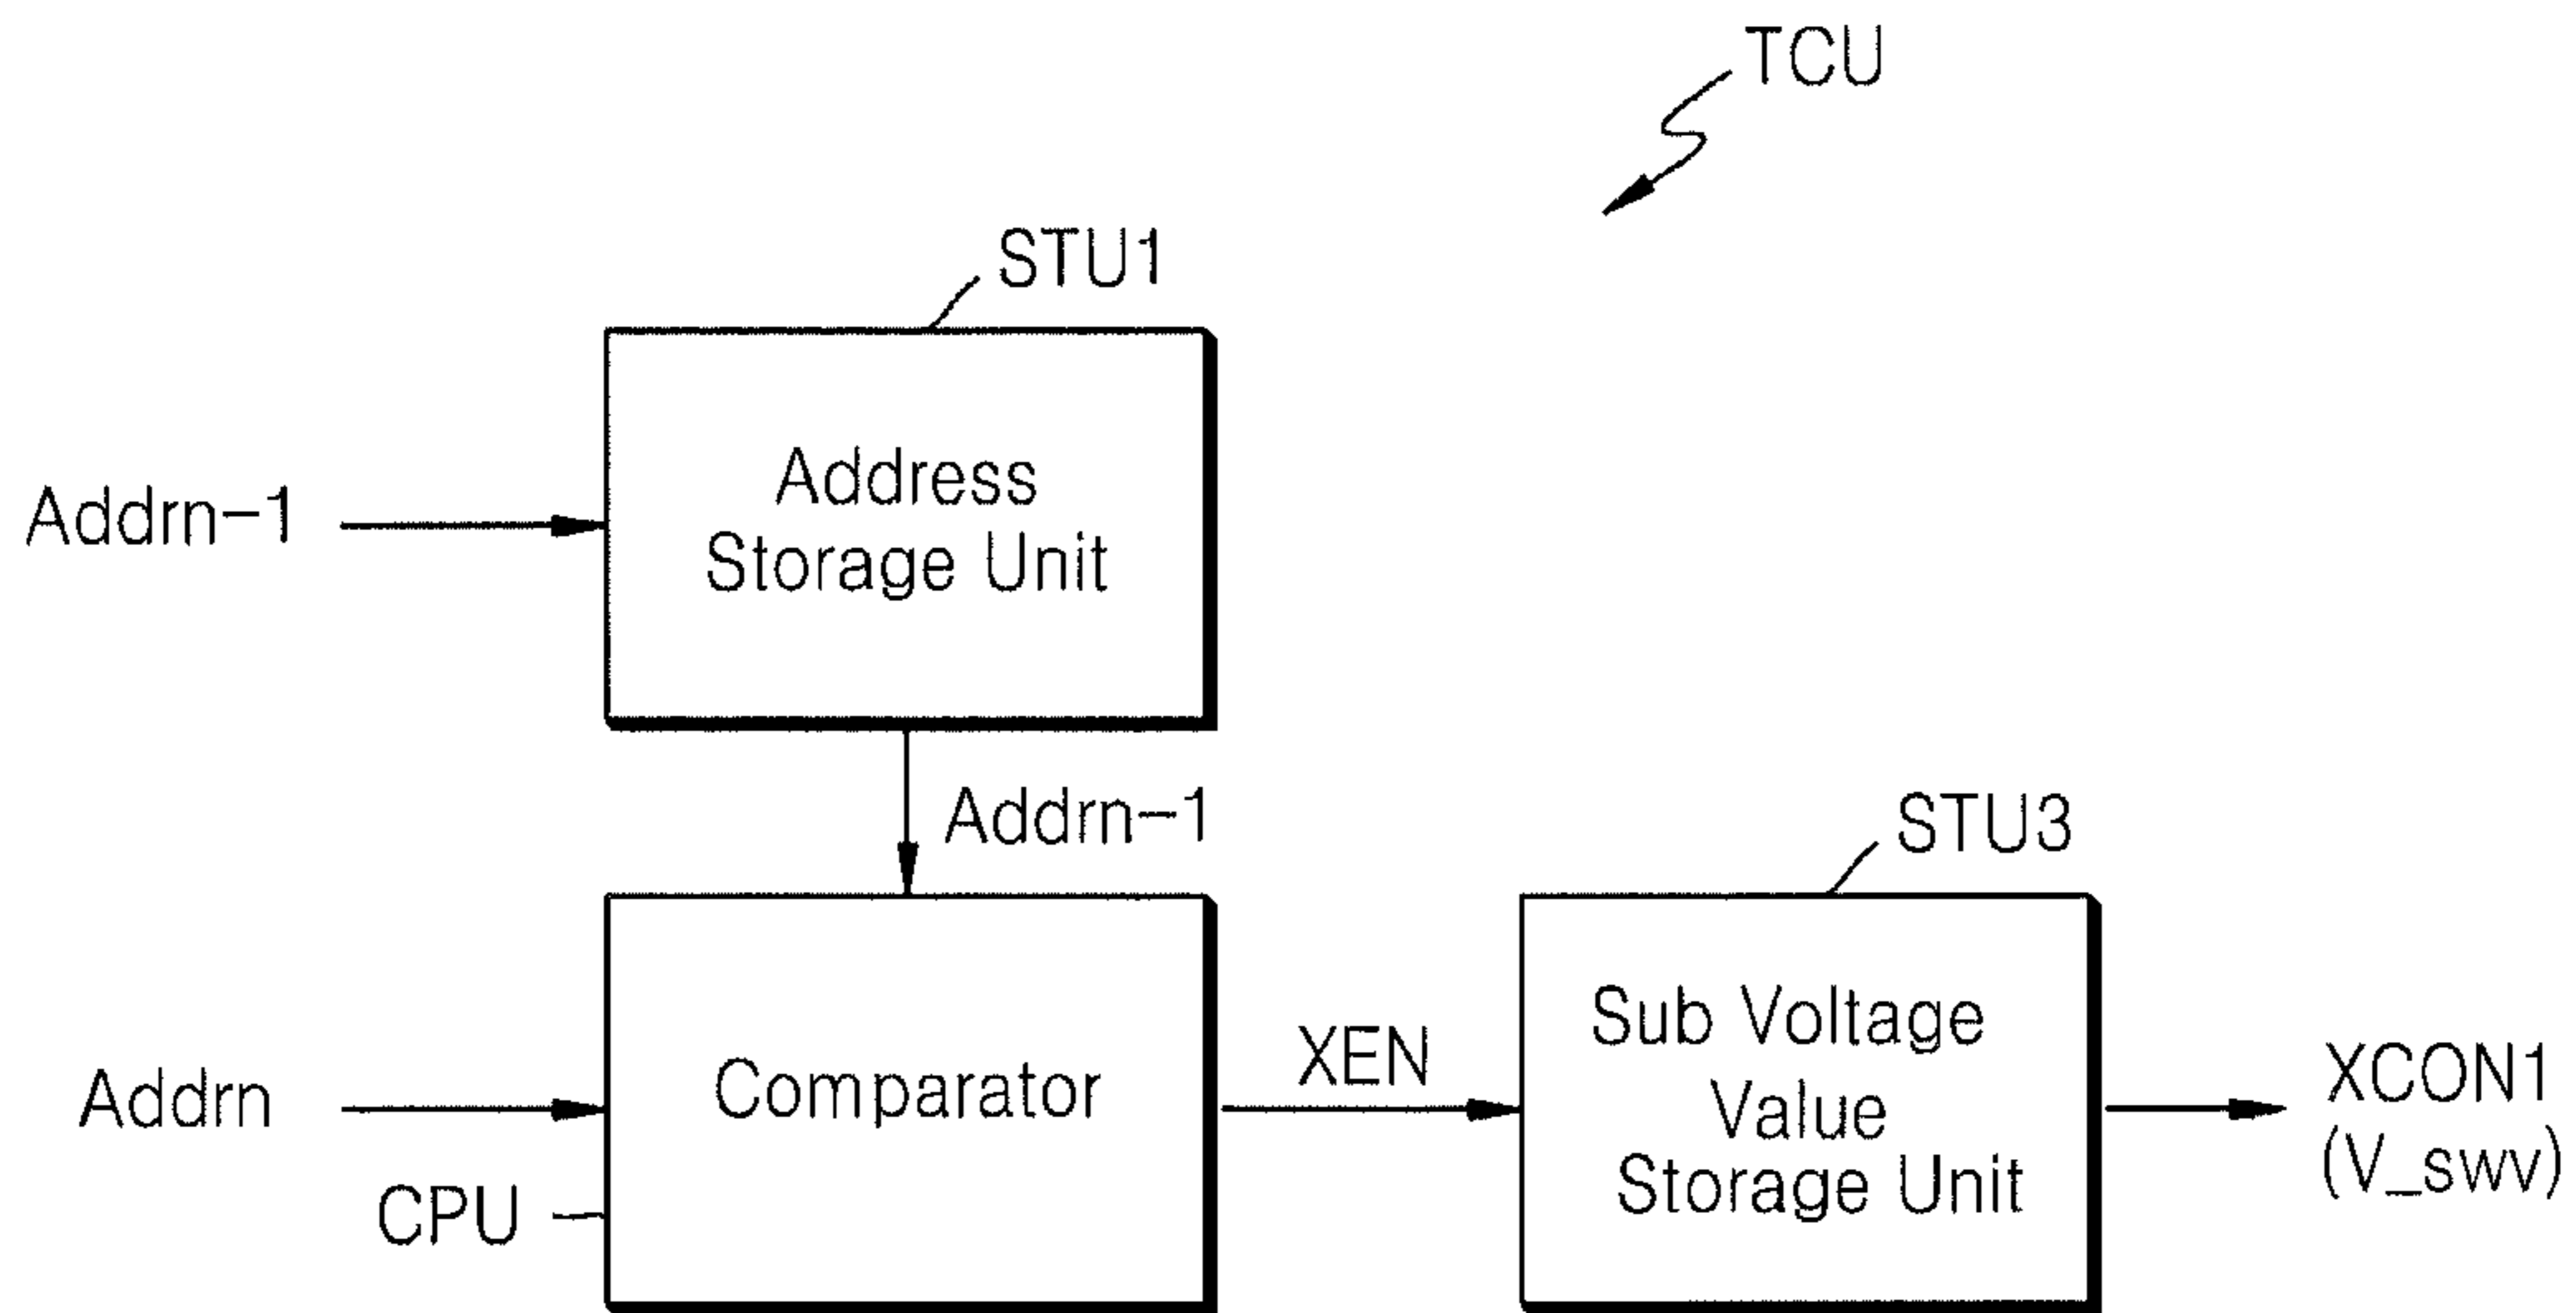 TCU
STU1
Address
Storage Unit
Addrn-1
Addrn-1
STU3
Comparator
Addrn
CPU
XEN
Sub Voltage
Value
Storage Unit
XCON1
(V_swv)